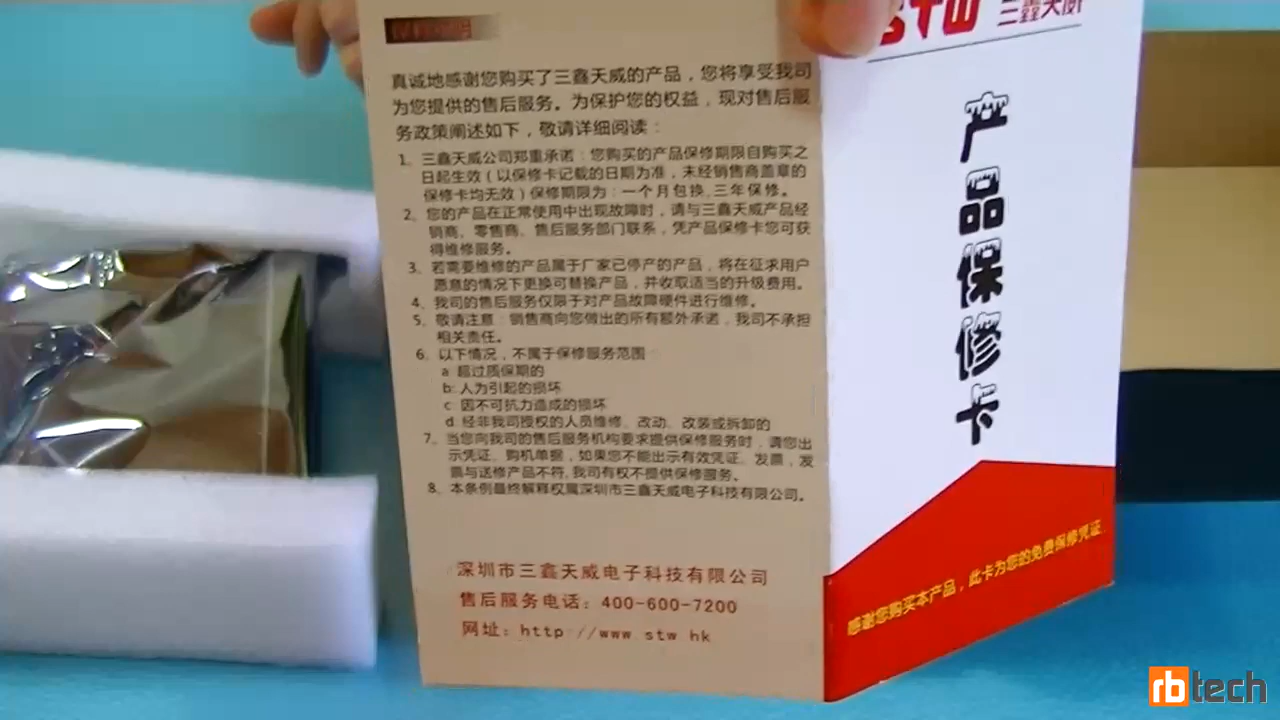 真诚地感谢您购买了三鑫天威的产品，您将享受我司
为您提供的售后服务。为保护您的权益，现对售后服
务政策阐述如下，敬请详细阅读：
1、三鑫天威公司郑重承诺：您购买的产品保修期限自购买之
日起生效（以保修卡记载的日期为准，未经销售商盖章的
保修卡均无效）保修期限为：一个月包换,三年保修。
2、您的产品在正常使用中出现故障时，请与三鑫天威产品经
销商、零售商、售后服务部门联系，凭产品保修卡您可获
得维修服务。
3、若需要维修的产品属于厂家已停产的产品，将在征求用户
愿意的情况下更换可替换产品，并收取适当的升级费用。
4、我司的售后服务仅限于对产品故障硬件进行维修。
5、敬请注意：销售商向您做出的所有额外承诺，我司不承担
相关责任。
6、以下情况，不属于保修服务范围：
a: 超过质保期的
b: 人为引起的损坏
c: 因不可抗力造成的损坏
d: 经非我司授权的人员维修、改动、改装或拆卸的
7、当您向我司的售后服务机构要求提供保修服务时，请您出
示凭证、购机单据，如果您不能出示有效凭证、发票，发
票与送修产品不符,我司有权不提供保修服务。
8、本条例最终解释权属深圳市三鑫天威电子科技有限公司。
深圳市三鑫天威电子科技有限公司
售后服务电话：400-600-7200
网址：http://www.stw.hk
STW 三鑫天威
产品保修卡
感谢您购买本产品，此卡为您的免费保修凭证
rbtech